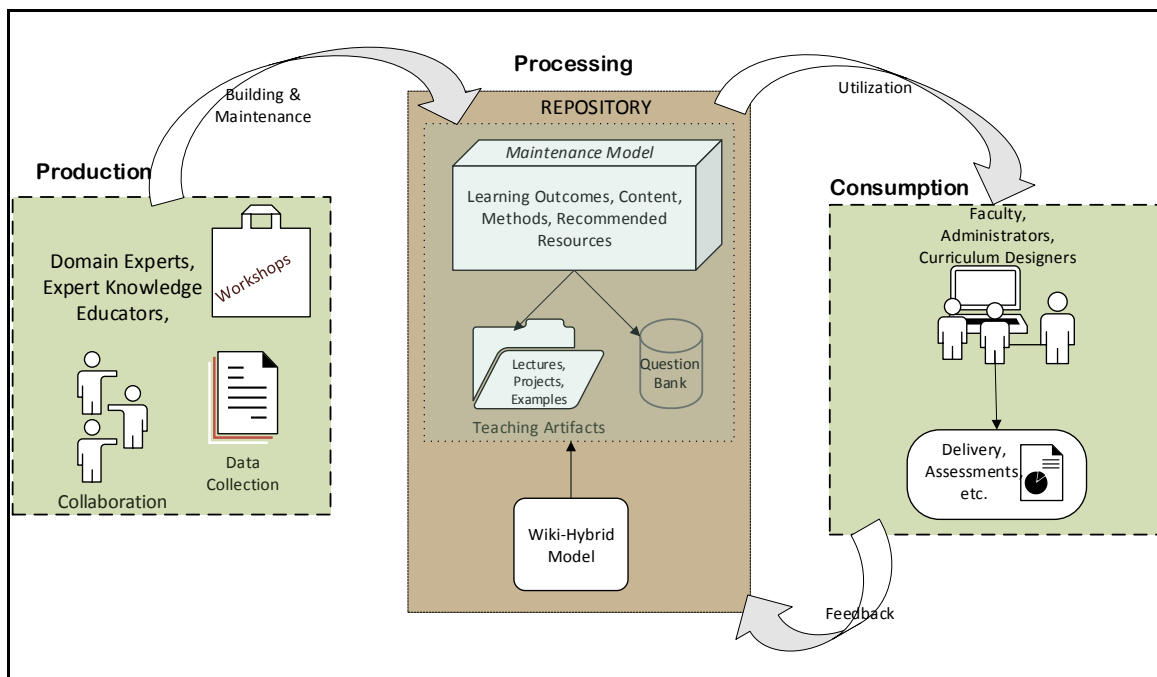 Production
Building &
Maintenance
Domain Experts,
Expert Knowledge
Educators,
Workshops
Collaboration
Data
Collection
Processing
REPOSITORY
Maintenance Model
Learning Outcomes, Content,
Methods, Recommended
Resources
Lectures,
Projects,
Examples
Question
Bank
Teaching Artifacts
Wiki-Hybrid
Model
Utilization
Consumption
Faculty,
Administrators,
Curriculum Designers
Delivery,
Assessments,
etc.
Feedback